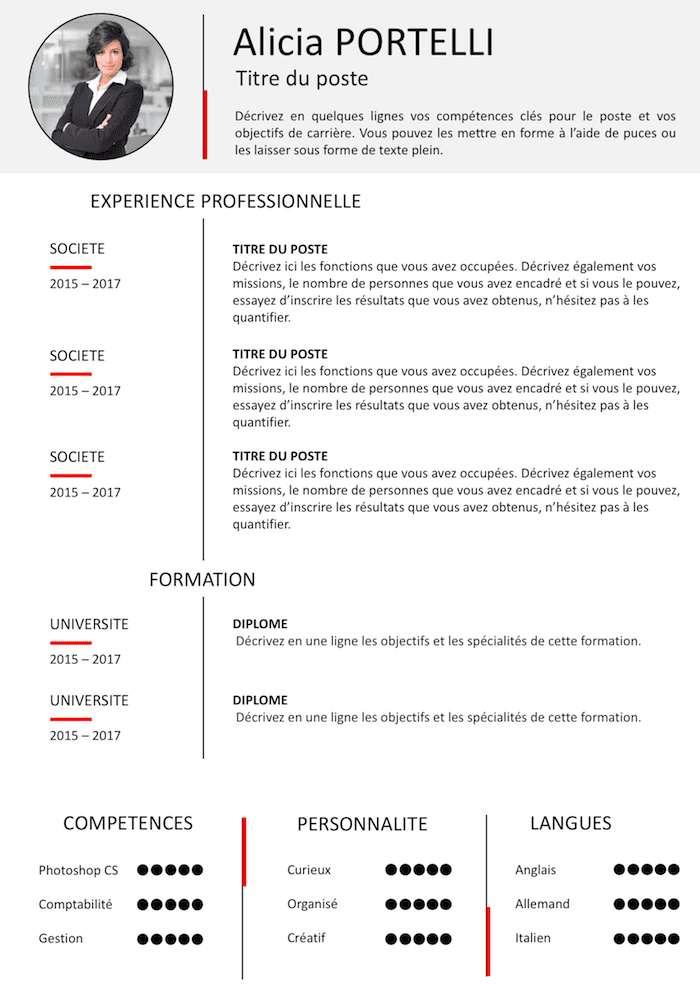 Alicia PORTELLI
Titre du poste
Décrivez en quelques lignes vos compétences clés pour le poste et vos
objectifs de carrière. Vous pouvez les mettre en forme à l’aide de puces ou
les laisser sous forme de texte plein.
EXPERIENCE PROFESSIONNELLE
SOCIETE
2015 – 2017
TITRE DU POSTE
Décrivez ici les fonctions que vous avez occupées. Décrivez également vos
missions, le nombre de personnes que vous avez encadré et si vous le pouvez,
essayez d’inscrire les résultats que vous avez obtenus, n’hésitez pas à les
quantifier.
SOCIETE
2015 – 2017
TITRE DU POSTE
Décrivez ici les fonctions que vous avez occupées. Décrivez également vos
missions, le nombre de personnes que vous avez encadré et si vous le pouvez,
essayez d’inscrire les résultats que vous avez obtenus, n’hésitez pas à les
quantifier.
SOCIETE
2015 – 2017
TITRE DU POSTE
Décrivez ici les fonctions que vous avez occupées. Décrivez également vos
missions, le nombre de personnes que vous avez encadré et si vous le pouvez,
essayez d’inscrire les résultats que vous avez obtenus, n’hésitez pas à les
quantifier.
FORMATION
UNIVERSITE
2015 – 2017
DIPLOME
Décrivez en une ligne les objectifs et les spécialités de cette formation.
UNIVERSITE
2015 – 2017
DIPLOME
Décrivez en une ligne les objectifs et les spécialités de cette formation.
COMPETENCES
Photoshop CS
Comptabilité
Gestion
PERSONNALITE
Curieux
Organisé
Créatif
LANGUES
Anglais
Allemand
Italien